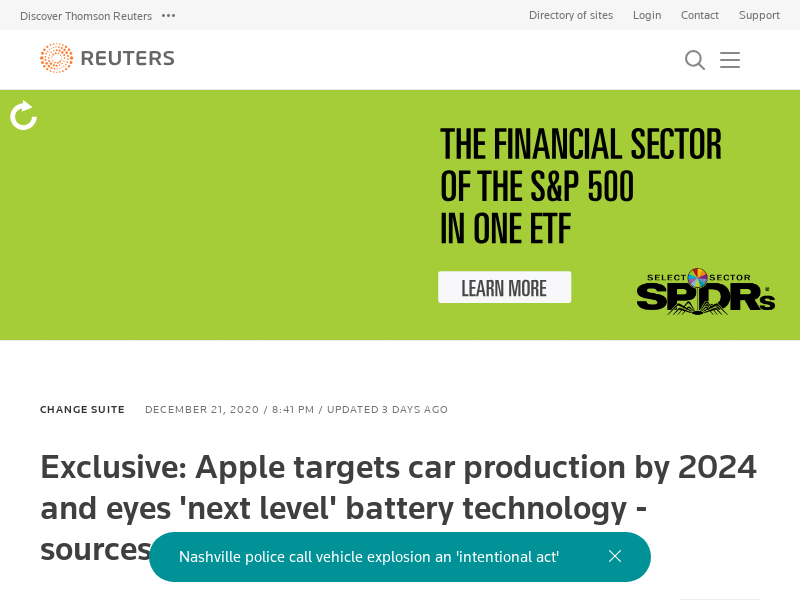 Discover Thomson Reuters •••
Directory of sites Login Contact Support
REUTERS
THE FINANCIAL SECTOR
OF THE S&P 500
IN ONE ETF
LEARN MORE
SELECT SECTOR
SPDRs
CHANGE SUITE DECEMBER 21, 2020 / 8:41 PM / UPDATED 3 DAYS AGO
Exclusive: Apple targets car production by 2024
and eyes 'next level' battery technology -
sources
Nashville police call vehicle explosion an 'intentional act'